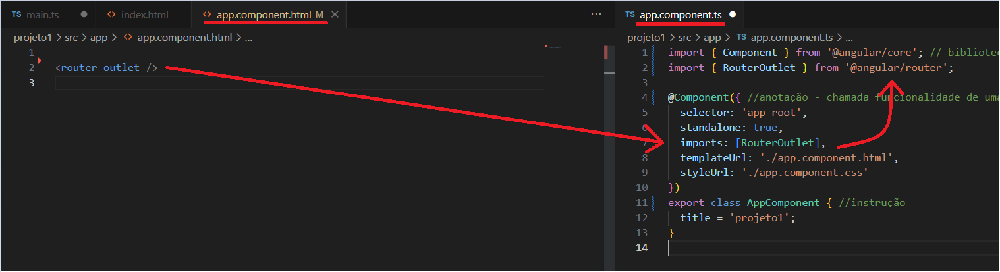 TS main.ts ●
<> index.html
<> app.component.html M ×
...
projeto1 > src > app > <> app.component.html > ...
1
2 <router-outlet />
3
TS app.component.ts ●
projeto1 > src > app > TS app.component.ts > ...
1 import { Component } from '@angular/core'; //
2 import { RouterOutlet } from '@angular/router';
3
4 @Component({ //anotação - chamada funcionalidade de
5 selector: 'app-root',
6 standalone: true,
7 imports: [RouterOutlet],
8 templateUrl: './app.component.html',
9 styleUrl: './app.component.css'
10 })
11 export class AppComponent { //instrução
12 title = 'projeto1';
13 }
14